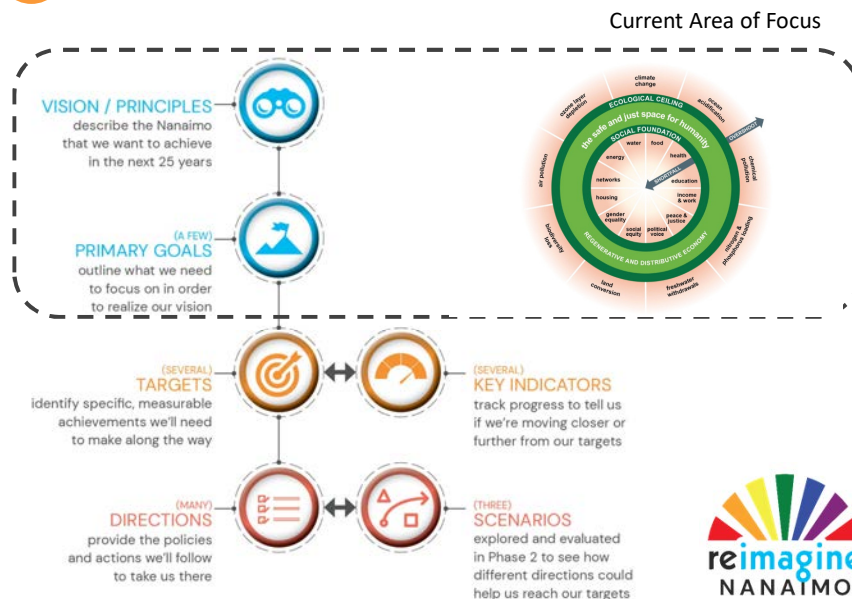 Current Area of Focus
VISION / PRINCIPLES
describe the Nanaimo
that we want to achieve
in the next 25 years
(A FEW)
PRIMARY GOALS
outline what we need
to focus on in order
to realize our vision
climate
change
ocean
acidification
chemical
pollution
nitrogen &
phosphorus loading
freshwater
withdrawals
land
conversion
biodiversity
loss
air pollution
ozone layer
depletion
ECOLOGICAL CEILING
the safe and just space for humanity
SOCIAL FOUNDATION
OVERSHOOT
SHORTFALL
water
food
health
education
income
& work
peace &
justice
political
voice
social
equity
gender
equality
housing
networks
energy
REGENERATIVE AND DISTRIBUTIVE ECONOMY
(SEVERAL)
TARGETS
identify specific, measurable
achievements we'll need
to make along the way
(SEVERAL)
KEY INDICATORS
track progress to tell us
if we're moving closer or
further from our targets
(MANY)
DIRECTIONS
provide the policies
and actions we'll follow
to take us there
(THREE)
SCENARIOS
explored and evaluated
in Phase 2 to see how
different directions could
help us reach our targets
reimagine
NANAIMO